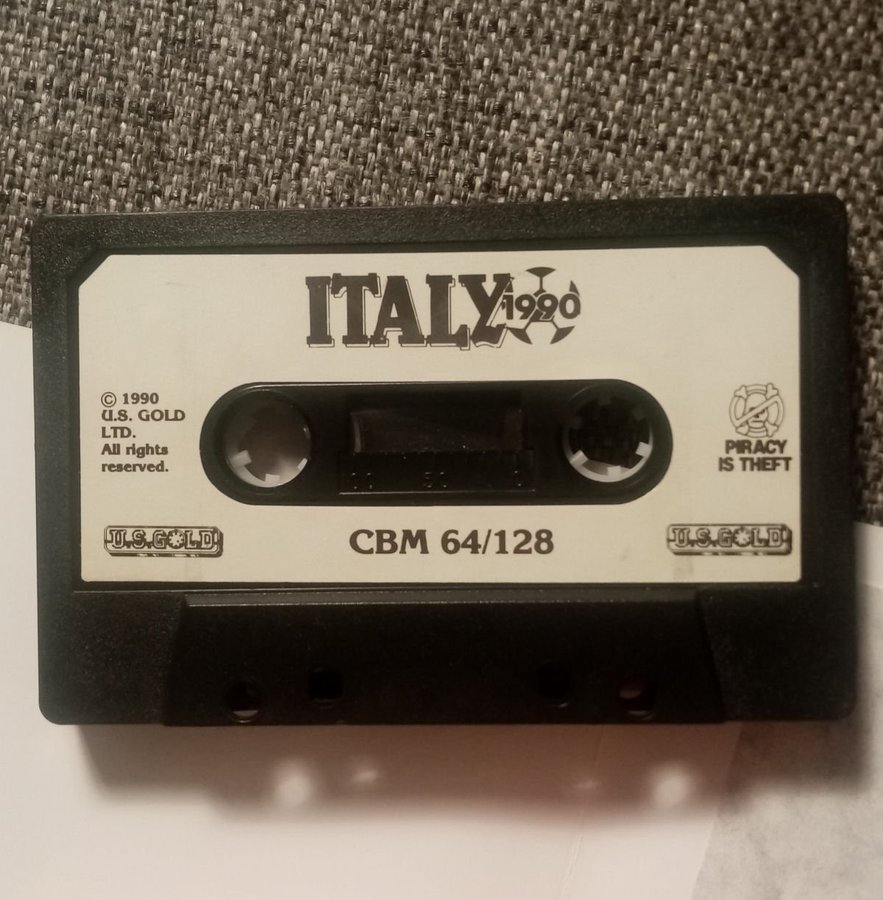 ITALY 1990
© 1990
U.S. GOLD
LTD.
All rights
reserved.
PIRACY
IS THEFT
U.S.GOLD
CBM 64/128
U.S.GOLD